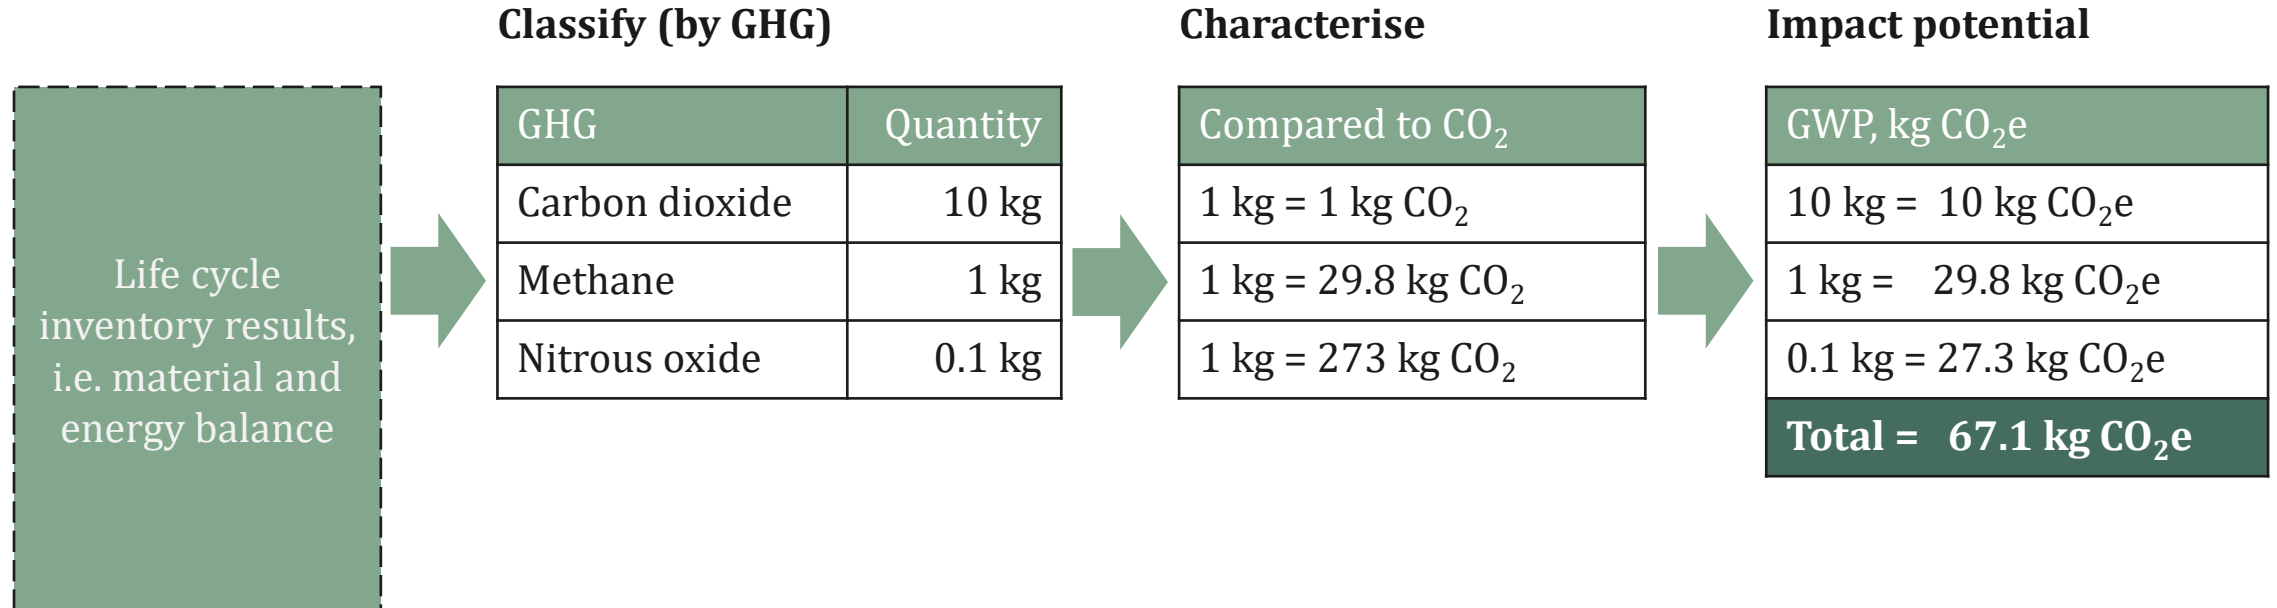 Classify (by GHG)
Characterise
Impact potential
Life cycle
inventory results,
i.e. material and
energy balance
GHG Quantity
Carbon dioxide 10 kg
Methane 1 kg
Nitrous oxide 0.1 kg
Compared to CO₂
1 kg = 1 kg CO₂
1 kg = 29.8 kg CO₂
1 kg = 273 kg CO₂
GWP, kg CO₂e
10 kg = 10 kg CO₂e
1 kg = 29.8 kg CO₂e
0.1 kg = 27.3 kg CO₂e
Total = 67.1 kg CO₂e